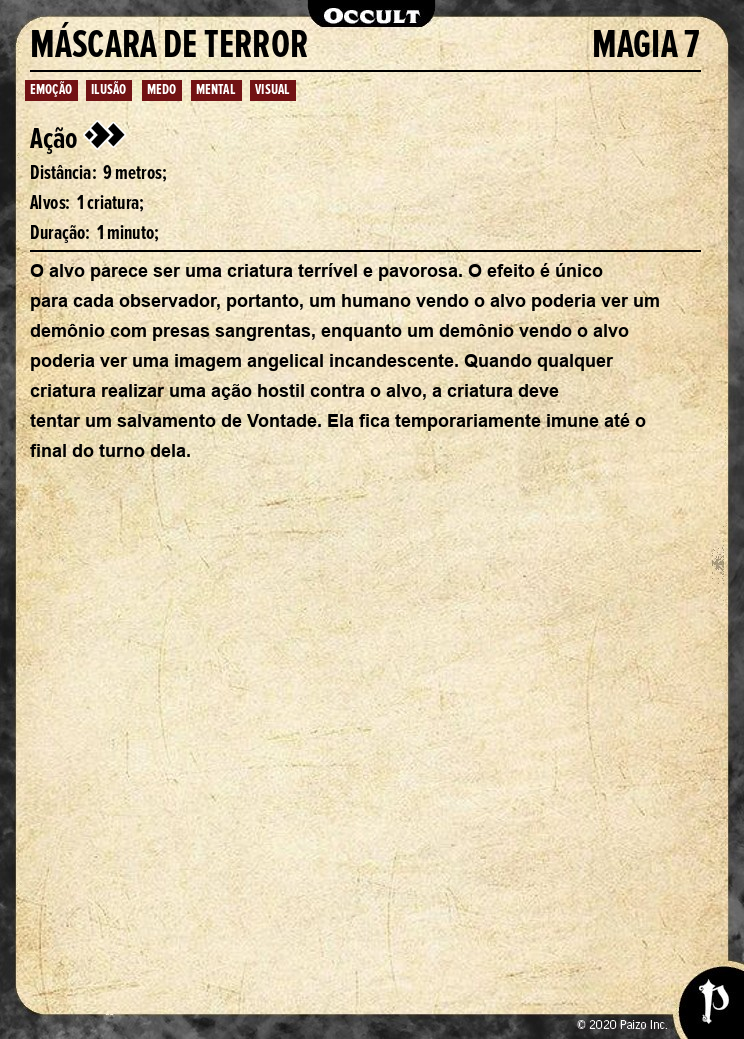 Occult
MÁSCARA DE TERROR MAGIA 7
EMOÇÃO ILUSÃO MEDO MENTAL VISUAL
Ação
Distância: 9 metros;
Alvos: 1 criatura;
Duração: 1 minuto;
O alvo parece ser uma criatura terrível e pavorosa. O efeito é único
para cada observador, portanto, um humano vendo o alvo poderia ver um
demônio com presas sangrentas, enquanto um demônio vendo o alvo
poderia ver uma imagem angelical incandescente. Quando qualquer
criatura realizar uma ação hostil contra o alvo, a criatura deve
tentar um salvamento de Vontade. Ela fica temporariamente imune até o
final do turno dela.
© 2020 Paizo Inc.
P